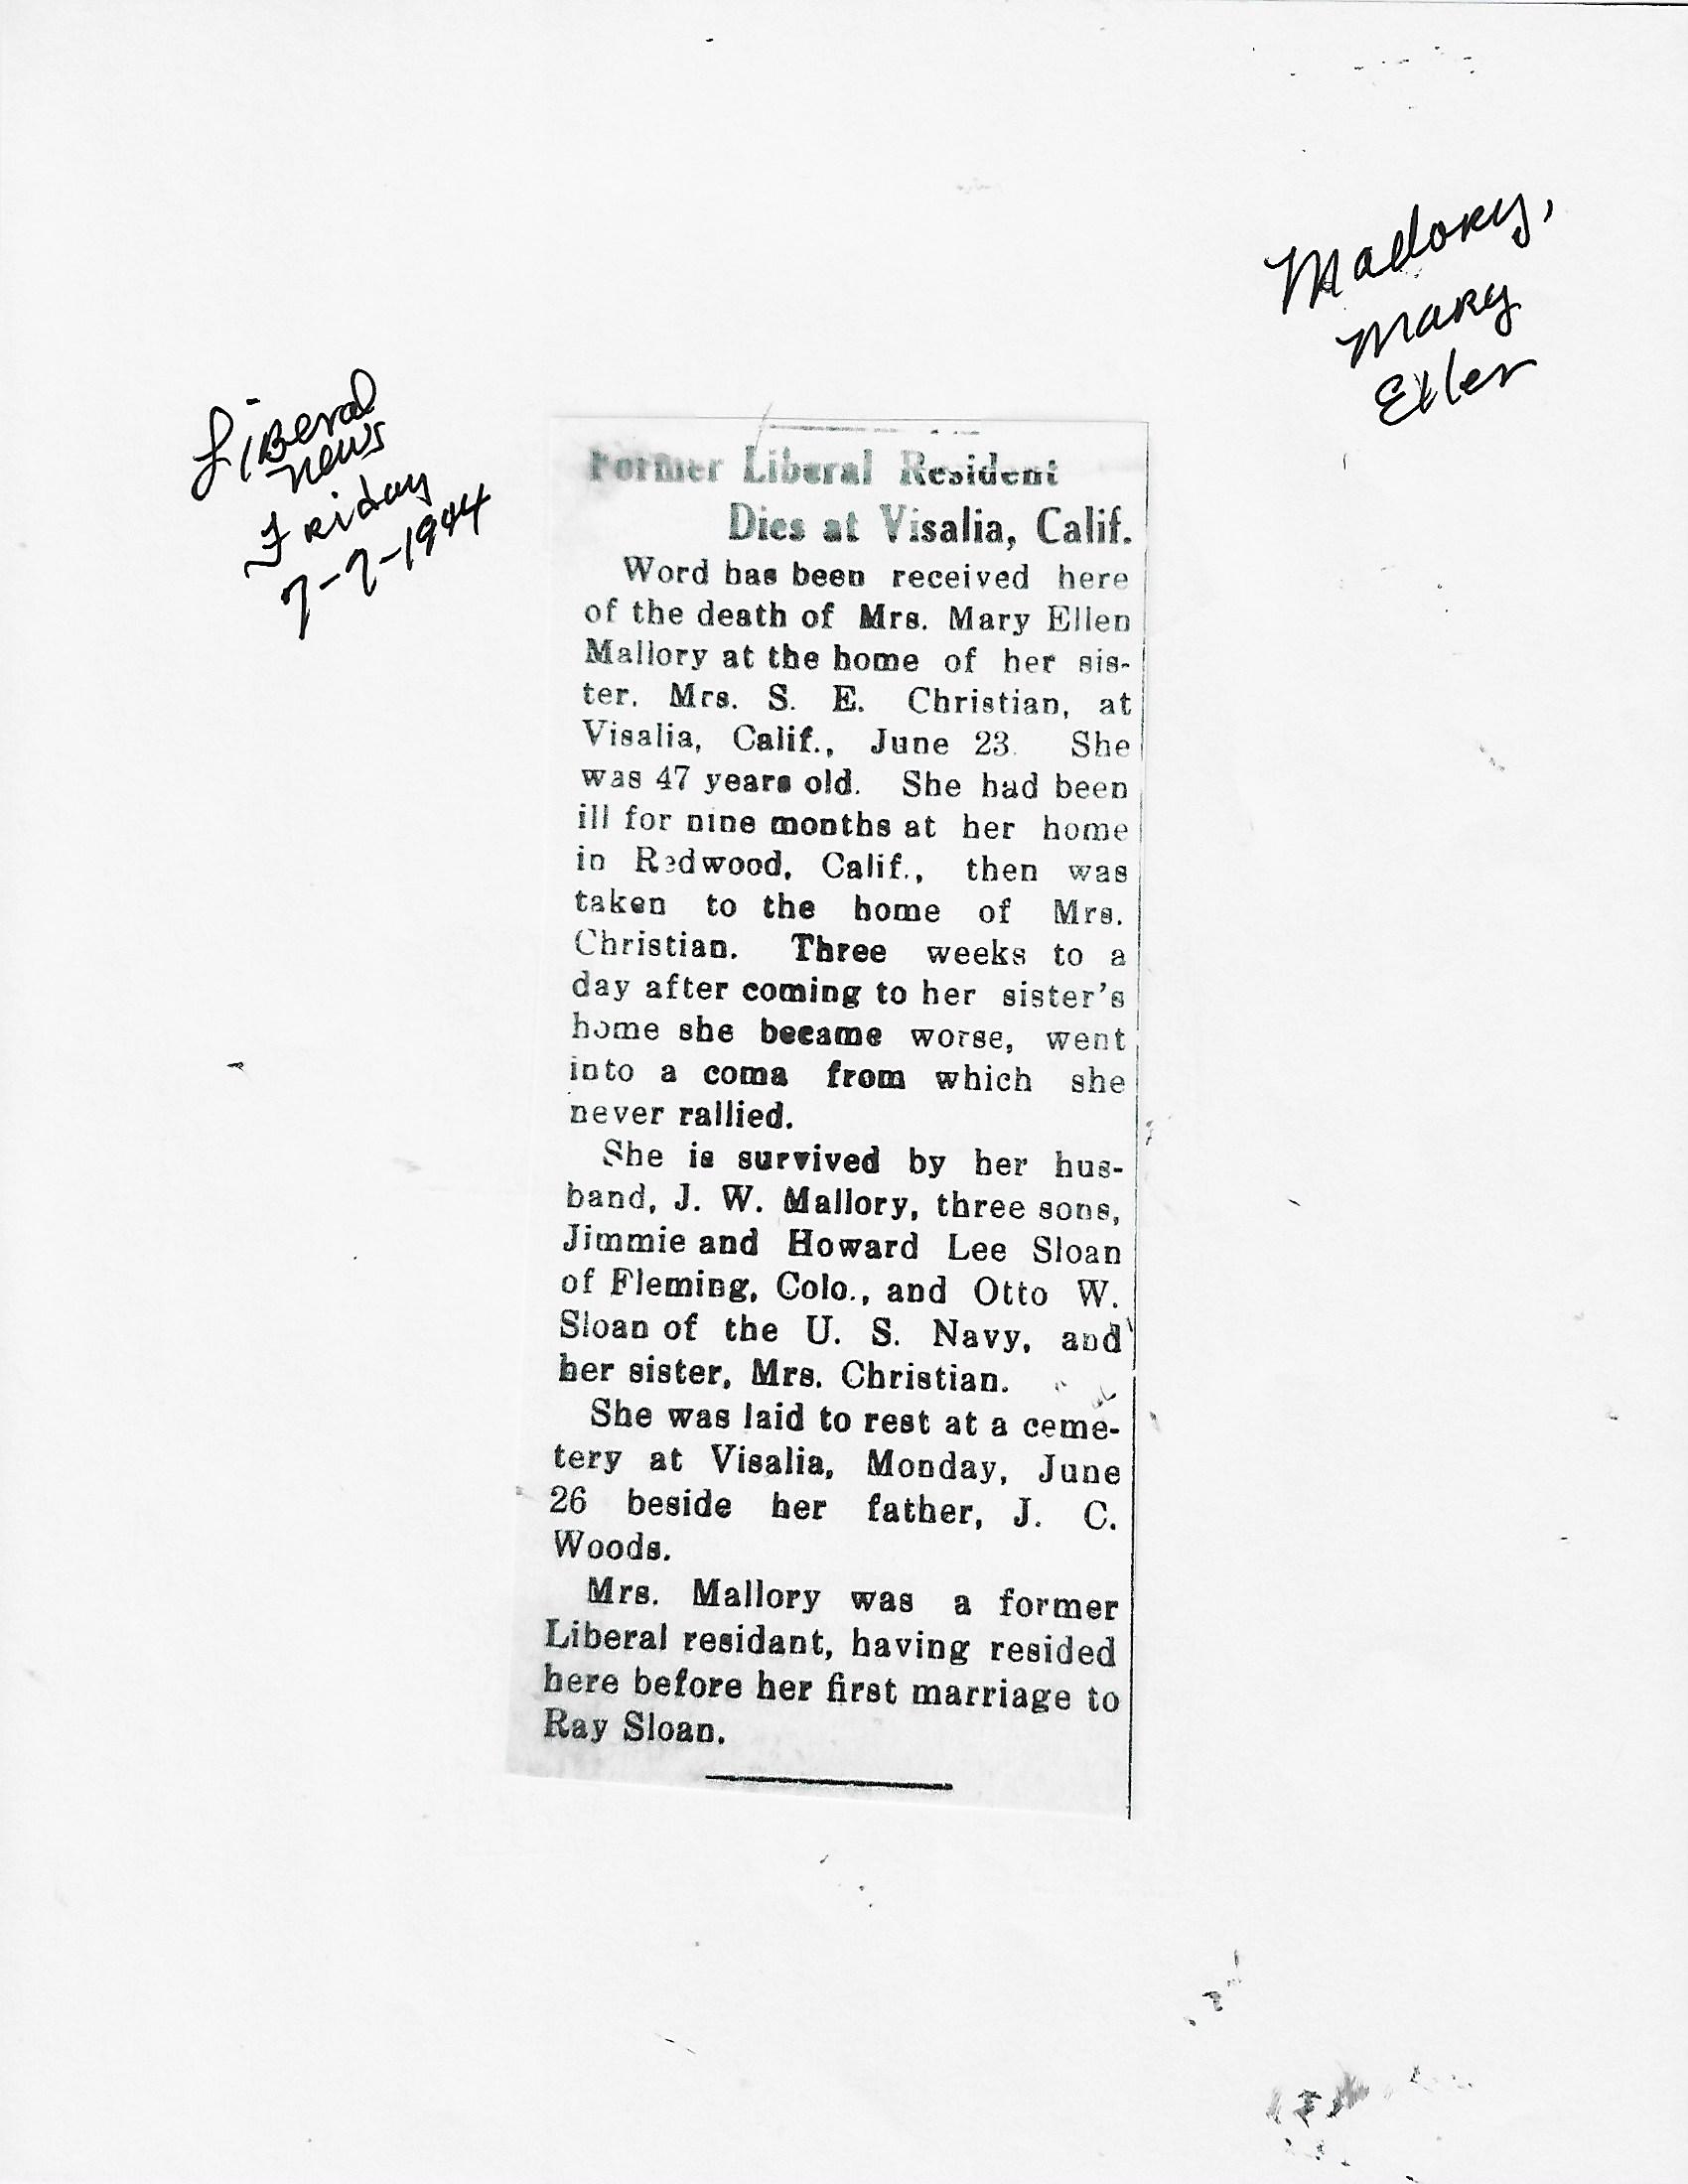 Mallory,
Mary
Ellen
Liberal
News
Friday
7-7-1944
Former Liberal Resident
Dies at Visalia, Calif.
Word has been received here
of the death of Mrs. Mary Ellen
Mallory at the home of her sis-
ter, Mrs. S. E. Christian, at
Visalia, Calif., June 23. She
was 47 years old. She had been
ill for nine months at her home
in Redwood, Calif., then was
taken to the home of Mrs.
Christian. Three weeks to a
day after coming to her sister's
home she became worse, went
into a coma from which she
never rallied.
She is survived by her hus-
band, J. W. Mallory, three sons,
Jimmie and Howard Lee Sloan
of Fleming, Colo., and Otto W.
Sloan of the U. S. Navy, and
her sister, Mrs. Christian.
She was laid to rest at a ceme-
tery at Visalia, Monday, June
26 beside her father, J. C.
Woods.
Mrs. Mallory was a former
Liberal residant, having resided
here before her first marriage to
Ray Sloan.